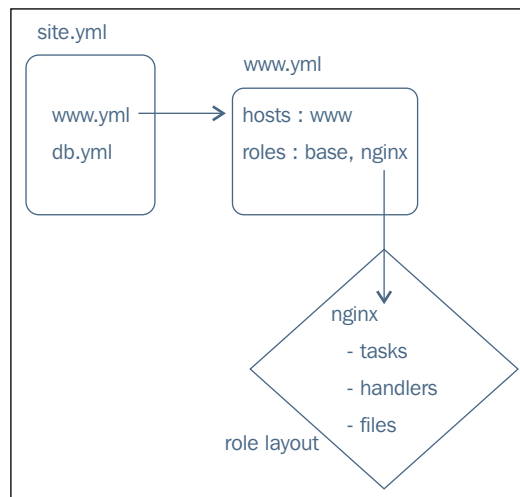 site.yml
www.yml
db.yml
www.yml
hosts : www
roles : base, nginx
nginx
- tasks
- handlers
- files
role layout